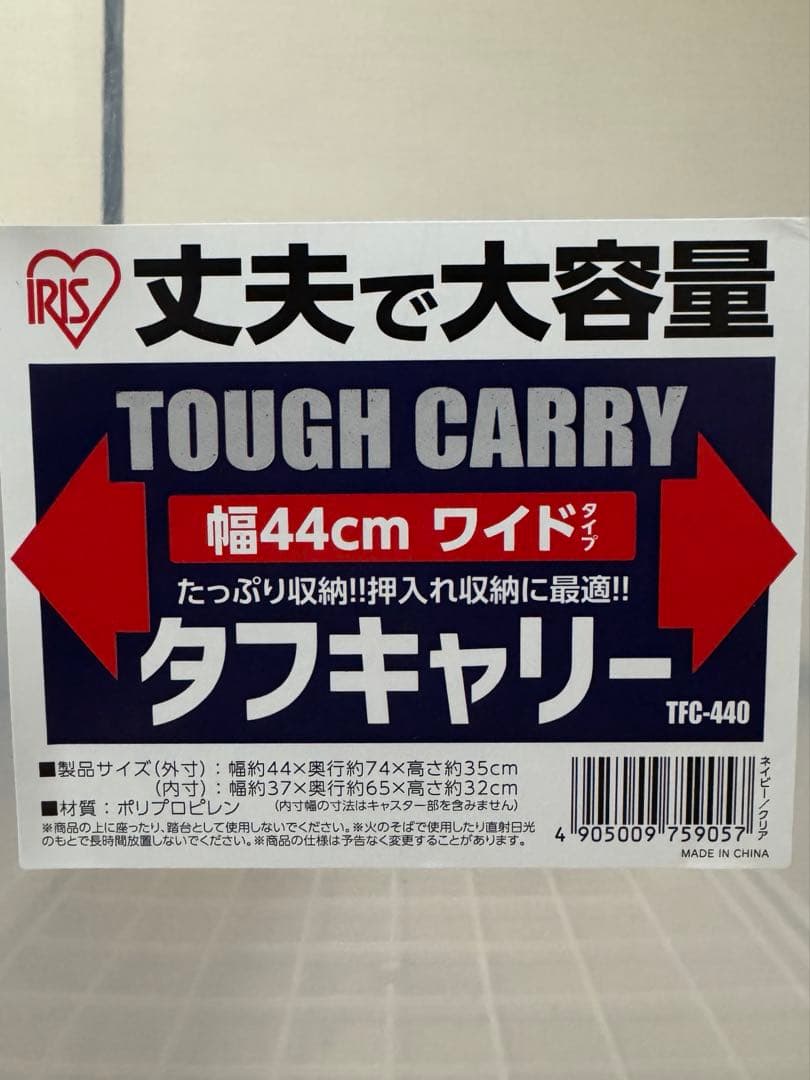 IRIS
丈夫で大容量
TOUGH CARRY
幅44cm ワイドタイプ
たっぷり収納!!押入れ収納に最適!!
タフキャリー
TFC-440
■製品サイズ(外寸):幅約44×奥行約74×高さ約35cm
(内寸):幅約37×奥行約65×高さ約32cm
■材質:ポリプロピレン (内寸幅の寸法はキャスター部を含みません)
※商品の上に座ったり、踏台として使用しないでください。※火のそばで使用したり直射日光
のもとで長時間放置しないでください。※商品の仕様は予告なく変更することがあります。
4 905009 759057
ネイビー/クリア
MADE IN CHINA